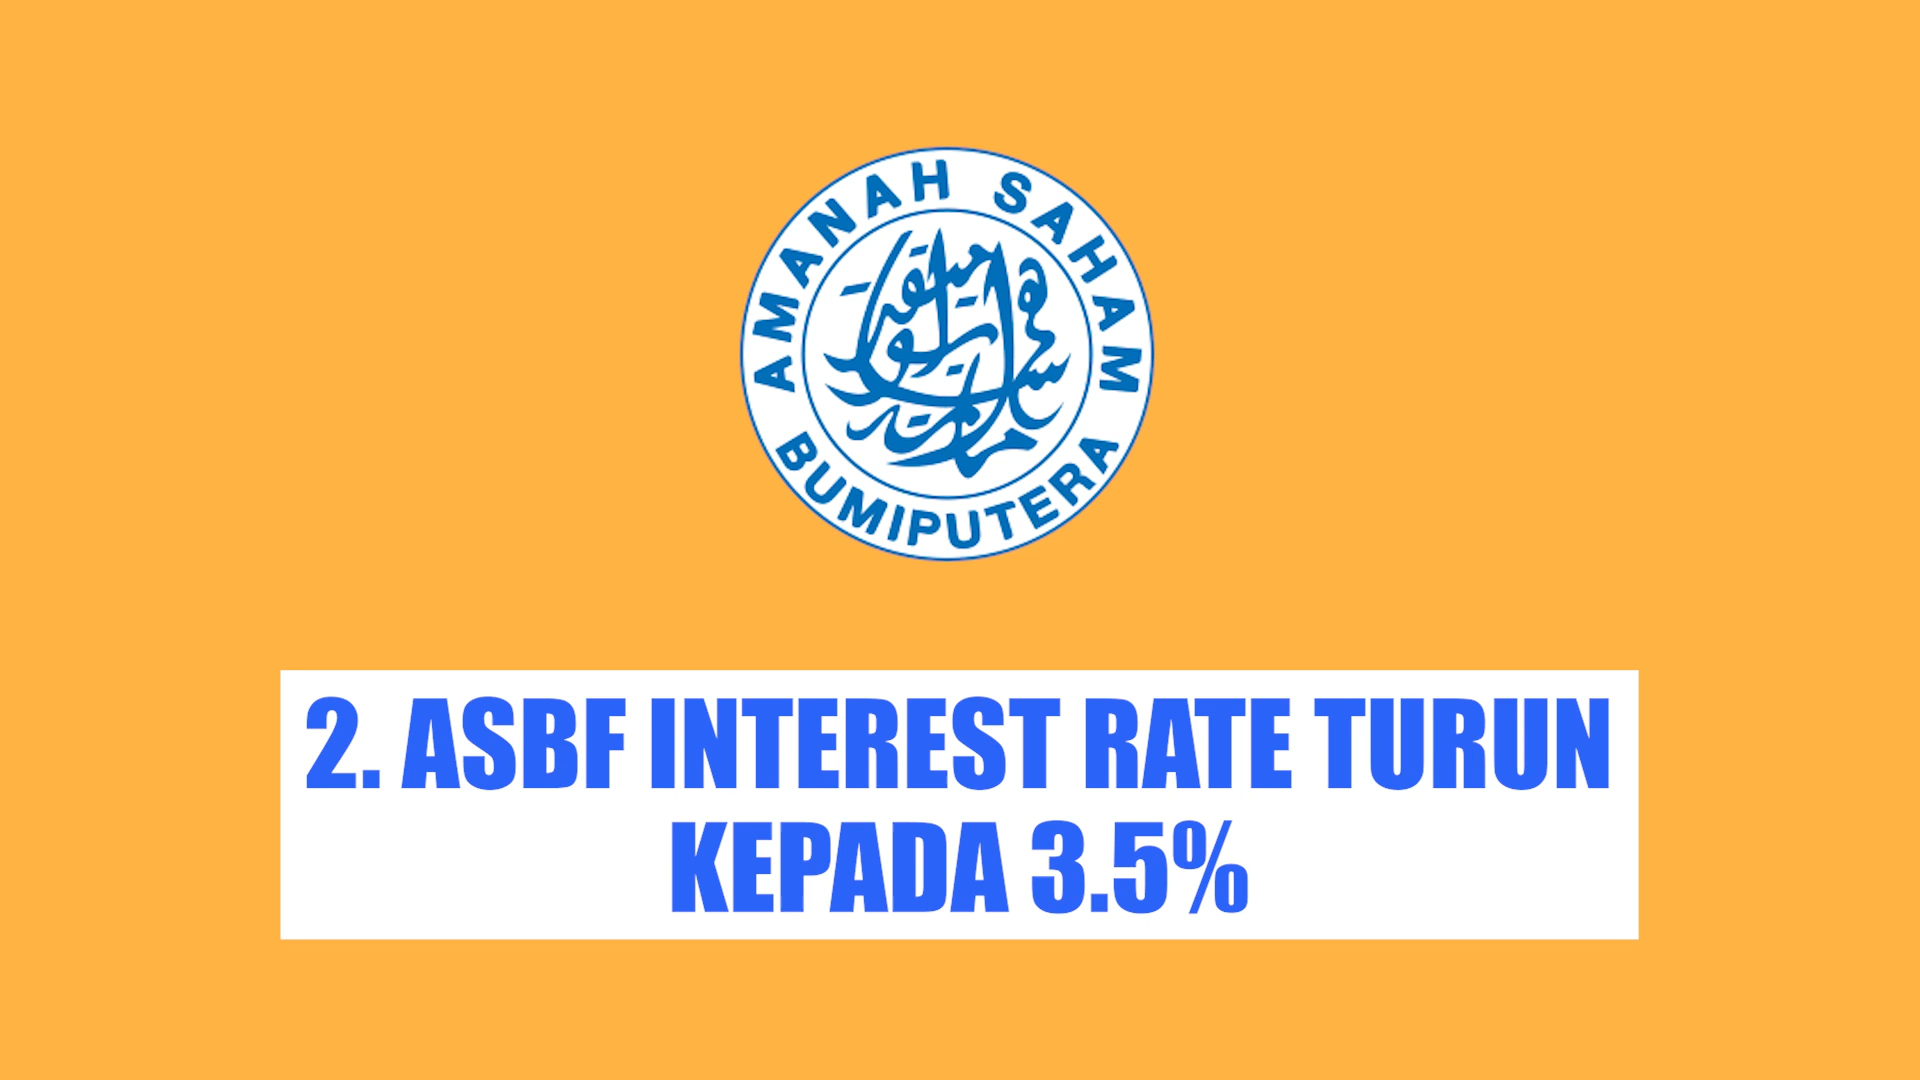 AMANAH SAHAM
BUMIPUTERA
2. ASBF INTEREST RATE TURUN
KEPADA 3.5%